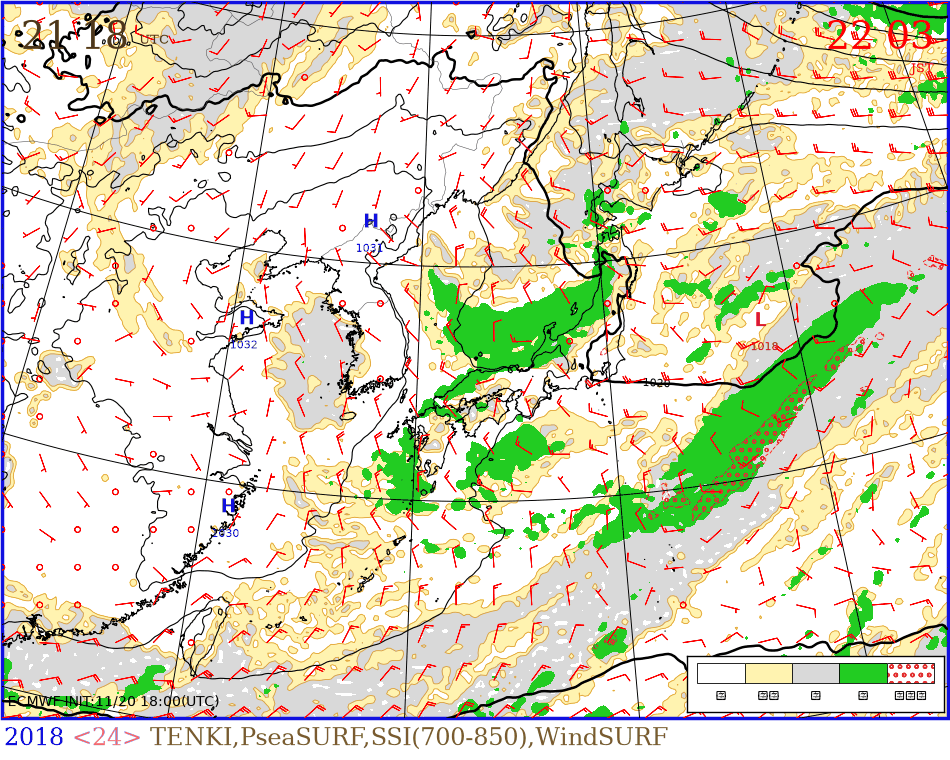 21 18 UTC
22 03
JST
0
H
1031
H
1032
L
1018
1020
H
1030
ECMWF INIT:11/20 18:00(UTC)
2018 <24> TENKI,PseaSURF,SSI(700-850),WindSURF